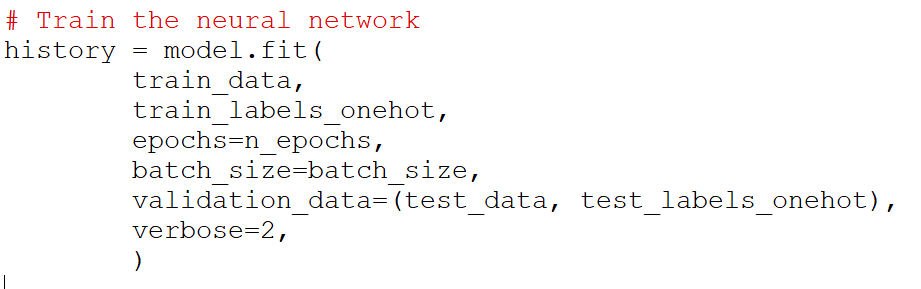 # Train the neural network
history = model.fit(
        train_data,
        train_labels_onehot,
        epochs=n_epochs,
        batch_size=batch_size,
        validation_data=(test_data, test_labels_onehot),
        verbose=2,
        )